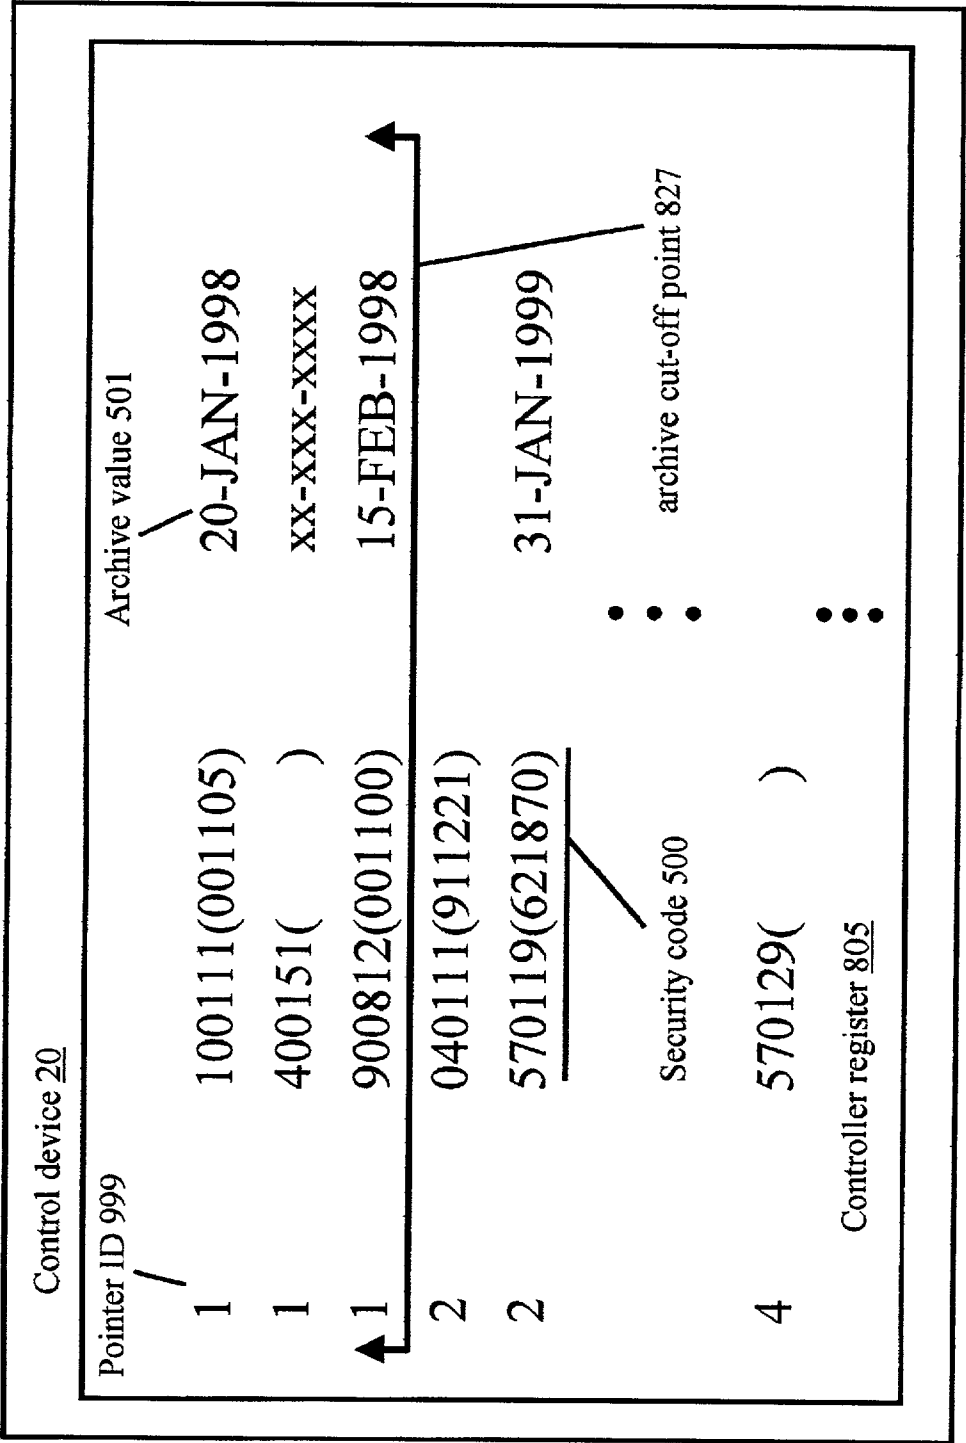 Control device 20
Pointer ID 999
Archive value 501
1 100111(001105) 20-JAN-1998
1 400151( ) xx-xxx-xxxx
1 900812(001100) 15-FEB-1998
2 040111(911221)
2 570119(621870) 31-JAN-1999
Security code 500
archive cut-off point 827
4 570129( )
Controller register 805